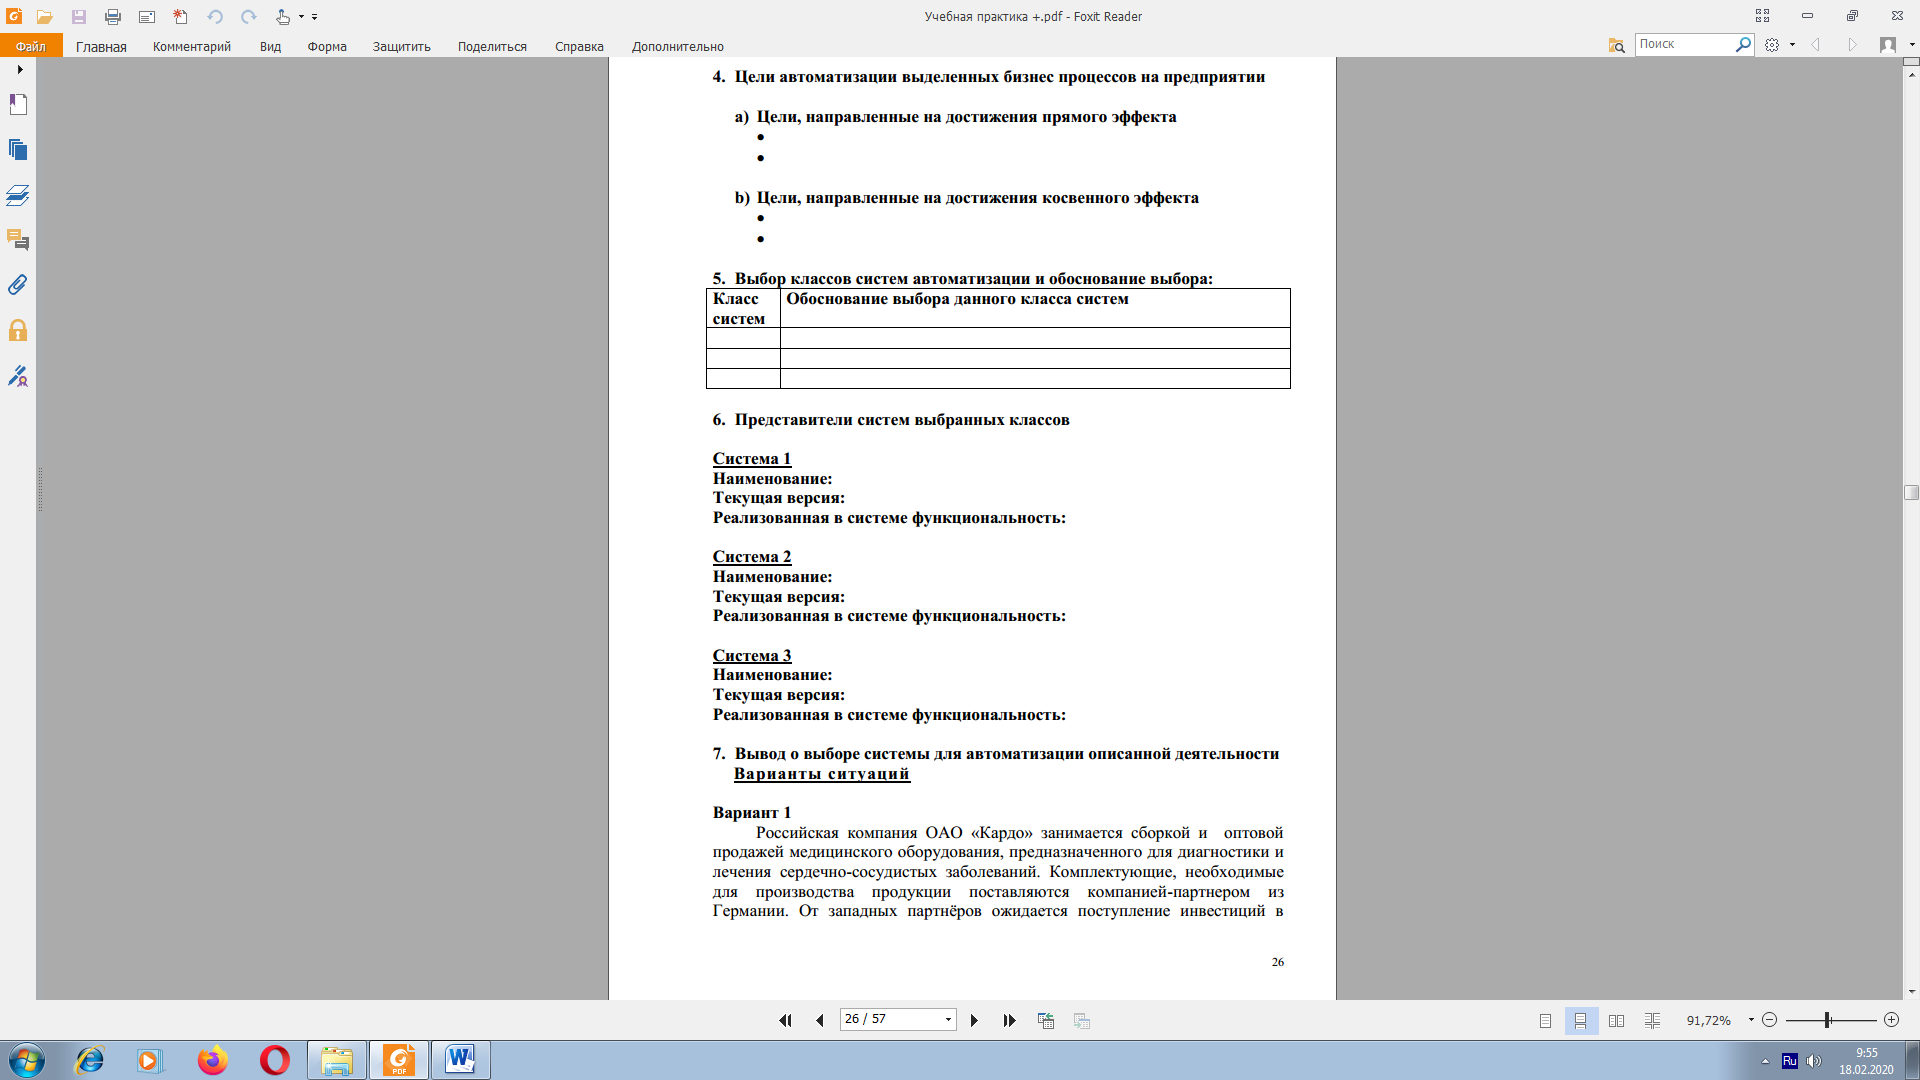 Учебная практика +.pdf - Foxit Reader
Файл Главная Комментарий Вид Форма Защитить Поделиться Справка Дополнительно Поиск
4. Цели автоматизации выделенных бизнес процессов на предприятии
a) Цели, направленные на достижения прямого эффекта
•
•
b) Цели, направленные на достижения косвенного эффекта
•
•
5. Выбор классов систем автоматизации и обоснование выбора:
Класс систем Обоснование выбора данного класса систем
6. Представители систем выбранных классов
Система 1
Наименование:
Текущая версия:
Реализованная в системе функциональность:
Система 2
Наименование:
Текущая версия:
Реализованная в системе функциональность:
Система 3
Наименование:
Текущая версия:
Реализованная в системе функциональность:
7. Вывод о выборе системы для автоматизации описанной деятельности
Варианты ситуаций
Вариант 1
Российская компания ОАО «Кардо» занимается сборкой и оптовой
продажей медицинского оборудования, предназначенного для диагностики и
лечения сердечно-сосудистых заболеваний. Комплектующие, необходимые
для производства продукции поставляются компанией-партнером из
Германии. От западных партнёров ожидается поступление инвестиций в
26
26 / 57 91,72%
PDF W Ru 9:55
18.02.2020